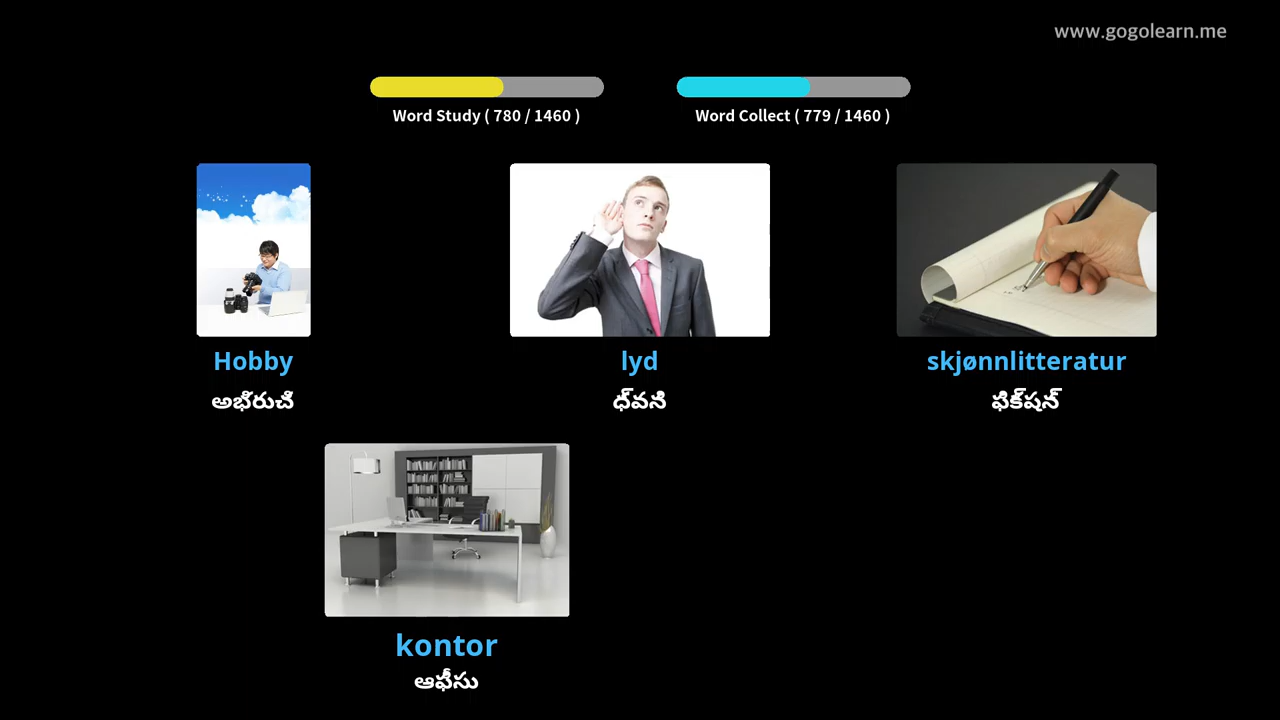 www.gogolearn.me
Word Study ( 780 / 1460 )
Word Collect ( 779 / 1460 )
Hobby
lyd
skjønnlitteratur
అభిరుచి
ధ్వని
ఫిక్షన్
kontor
ఆఫీసు